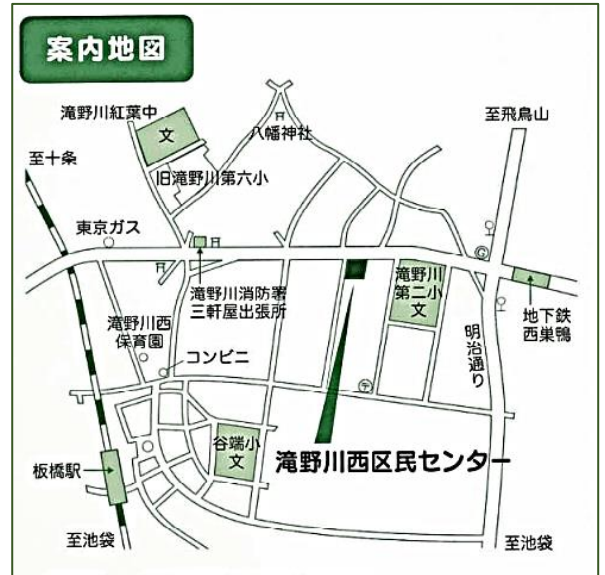 案内地図
滝野川紅葉中
文
八幡神社
至飛鳥山
至十条
旧滝野川第六小
東京ガス
滝野川消防署
三軒屋出張所
滝野川
第二小
文
G
地下鉄
西巣鴨
滝野川西
保育園
コンビニ
明治通り
谷端小
文
滝野川西区民センター
板橋駅
至池袋
至池袋